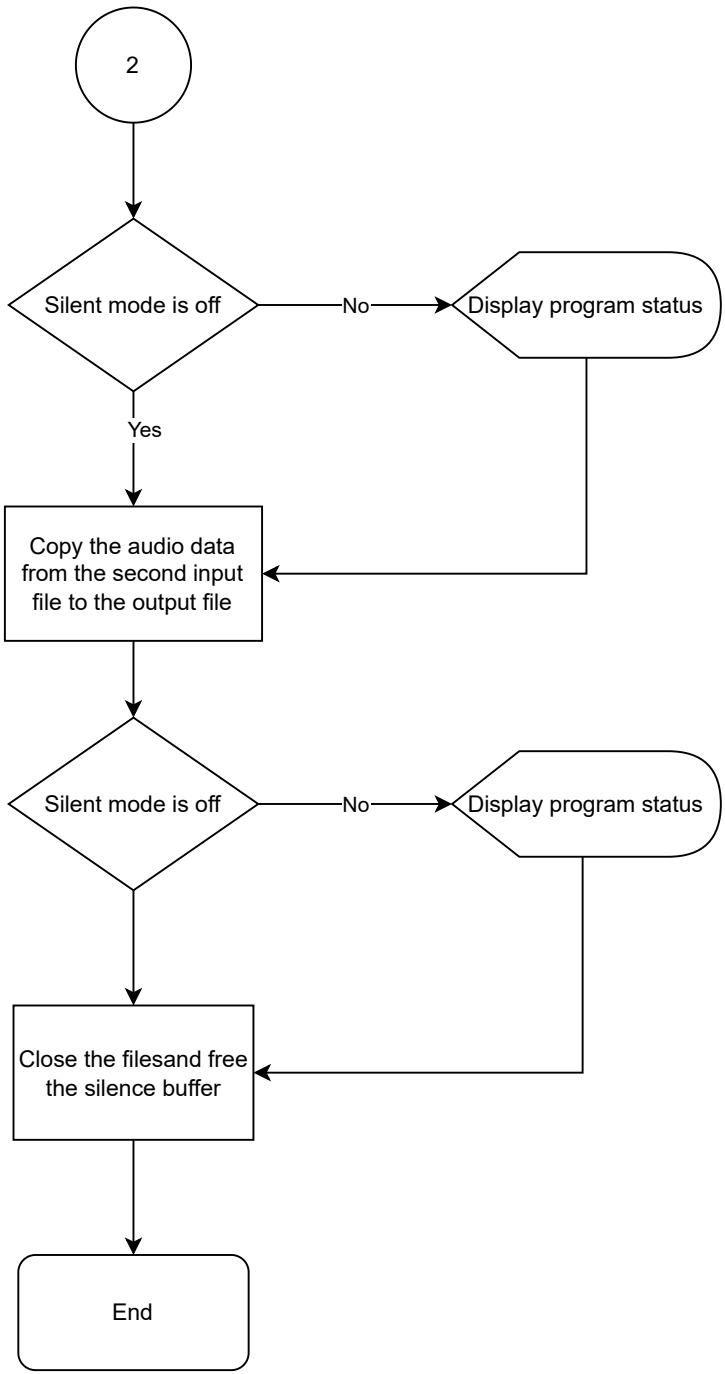 2
Silent mode is off
No
Display program status
Yes
Copy the audio data
from the second input
file to the output file
Silent mode is off
No
Display program status
Close the filesand free
the silence buffer
End